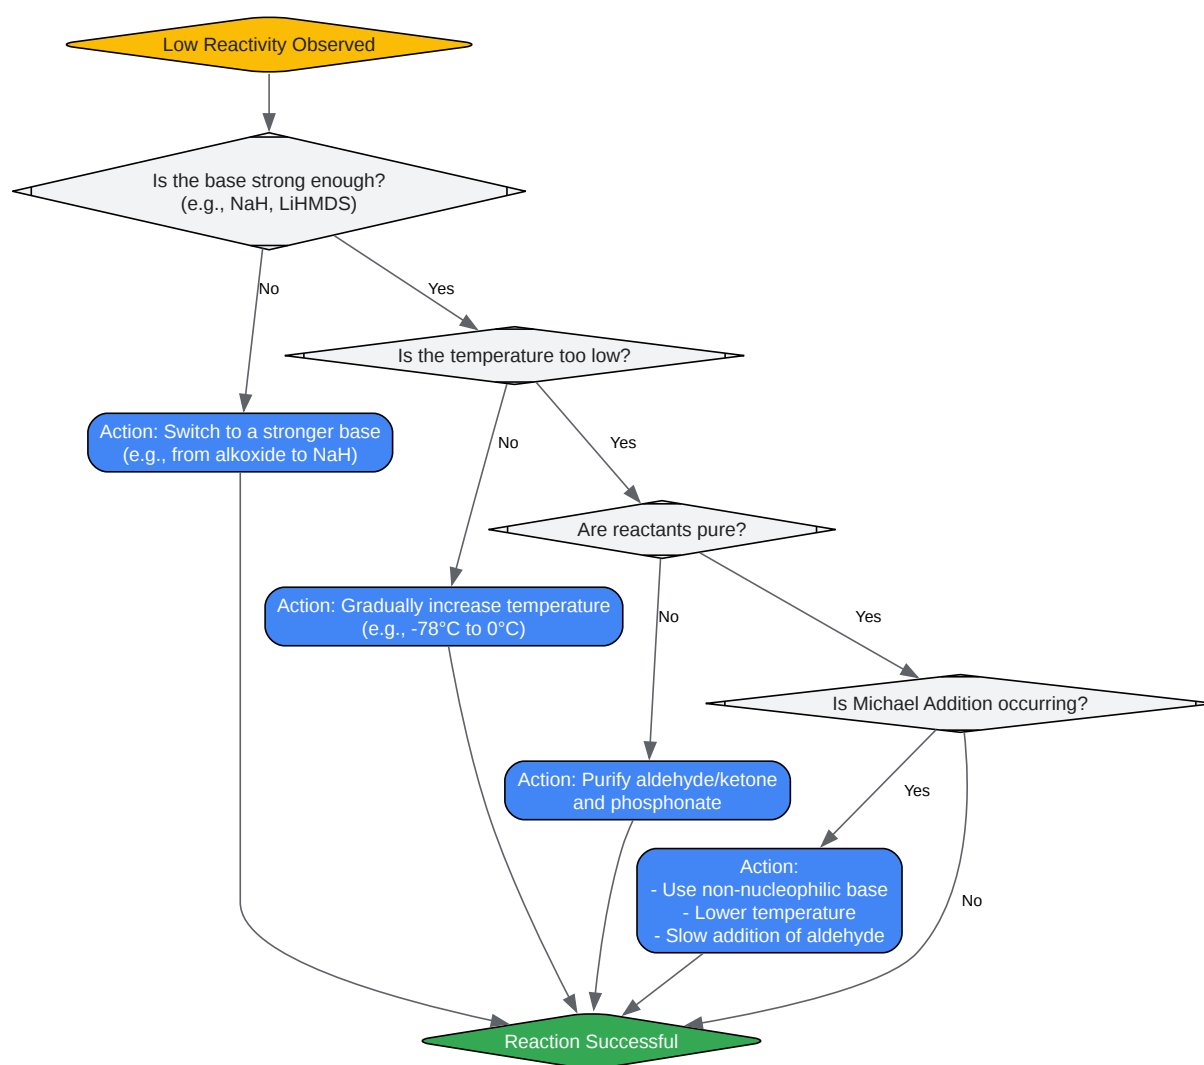 Low Reactivity Observed
Is the base strong enough?
(e.g., NaH, LiHMDS)
No
Yes
Is the temperature too low?
Action: Switch to a stronger base
(e.g., from alkoxide to NaH)
No
Yes
Are reactants pure?
Action: Gradually increase temperature
(e.g., -78°C to 0°C)
No
Yes
Is Michael Addition occurring?
Action: Purify aldehyde/ketone
and phosphonate
Yes
Action:
- Use non-nucleophilic base
- Lower temperature
- Slow addition of aldehyde
No
Reaction Successful